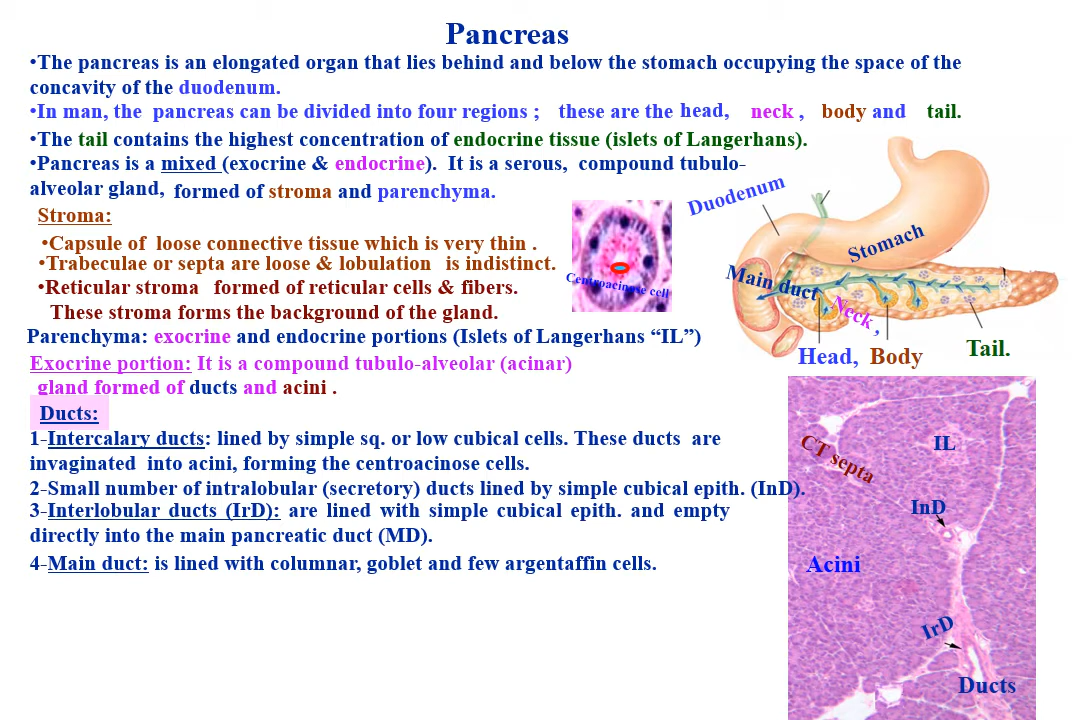 Pancreas
•The pancreas is an elongated organ that lies behind and below the stomach occupying the space of the
concavity of the duodenum.
•In man, the pancreas can be divided into four regions ; these are the head, neck , body and tail.
•The tail contains the highest concentration of endocrine tissue (islets of Langerhans).
•Pancreas is a mixed (exocrine & endocrine). It is a serous, compound tubulo-
alveolar gland, formed of stroma and parenchyma.
Stroma:
•Capsule of loose connective tissue which is very thin .
•Trabeculae or septa are loose & lobulation is indistinct.
•Reticular stroma formed of reticular cells & fibers.
These stroma forms the background of the gland.
Parenchyma: exocrine and endocrine portions (Islets of Langerhans “IL”)
Exocrine portion: It is a compound tubulo-alveolar (acinar)
gland formed of ducts and acini .
Ducts:
1-Intercalary ducts: lined by simple sq. or low cubical cells. These ducts are
invaginated into acini, forming the centroacinose cells.
2-Small number of intralobular (secretory) ducts lined by simple cubical epith. (InD).
3-Interlobular ducts (IrD): are lined with simple cubical epith. and empty
directly into the main pancreatic duct (MD).
4-Main duct: is lined with columnar, goblet and few argentaffin cells.
Centroacinose cell
Duodenum
Stomach
Main duct
Neck ,
Head, Body
Tail.
CT septa
IL
InD
Acini
IrD
Ducts